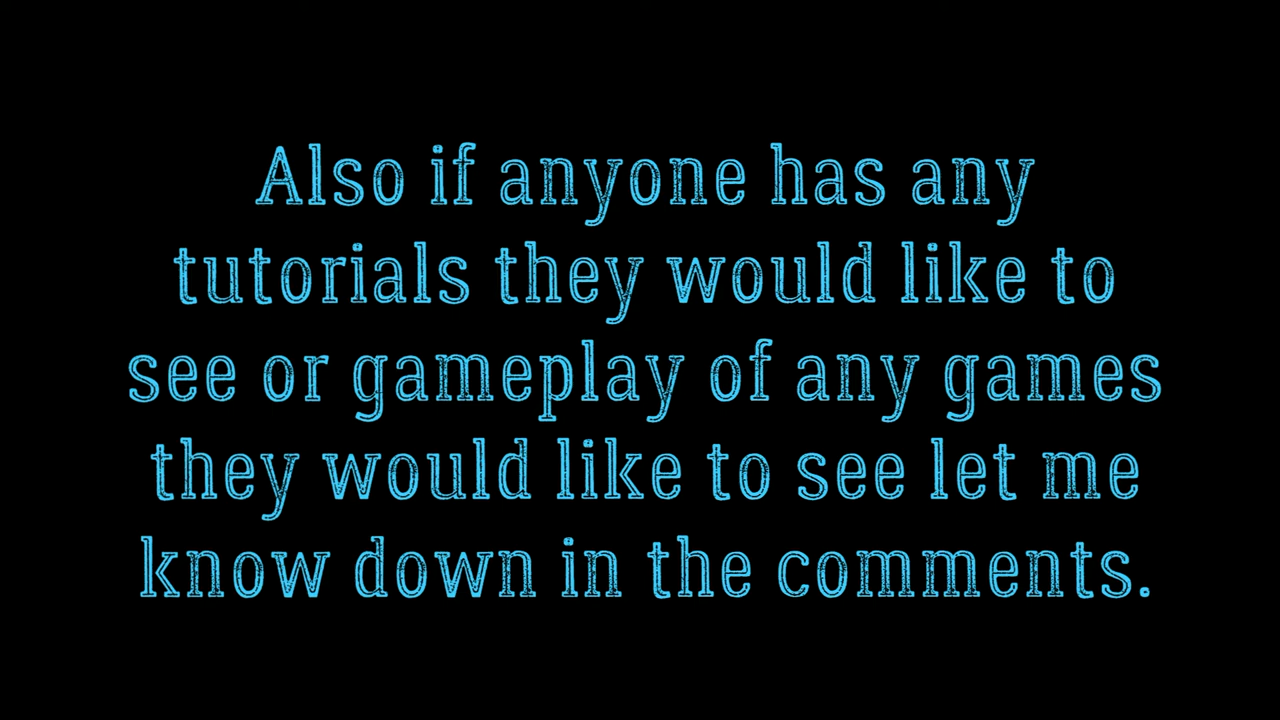 Also if anyone has any
tutorials they would like to
see or gameplay of any games
they would like to see let me
know down in the comments.